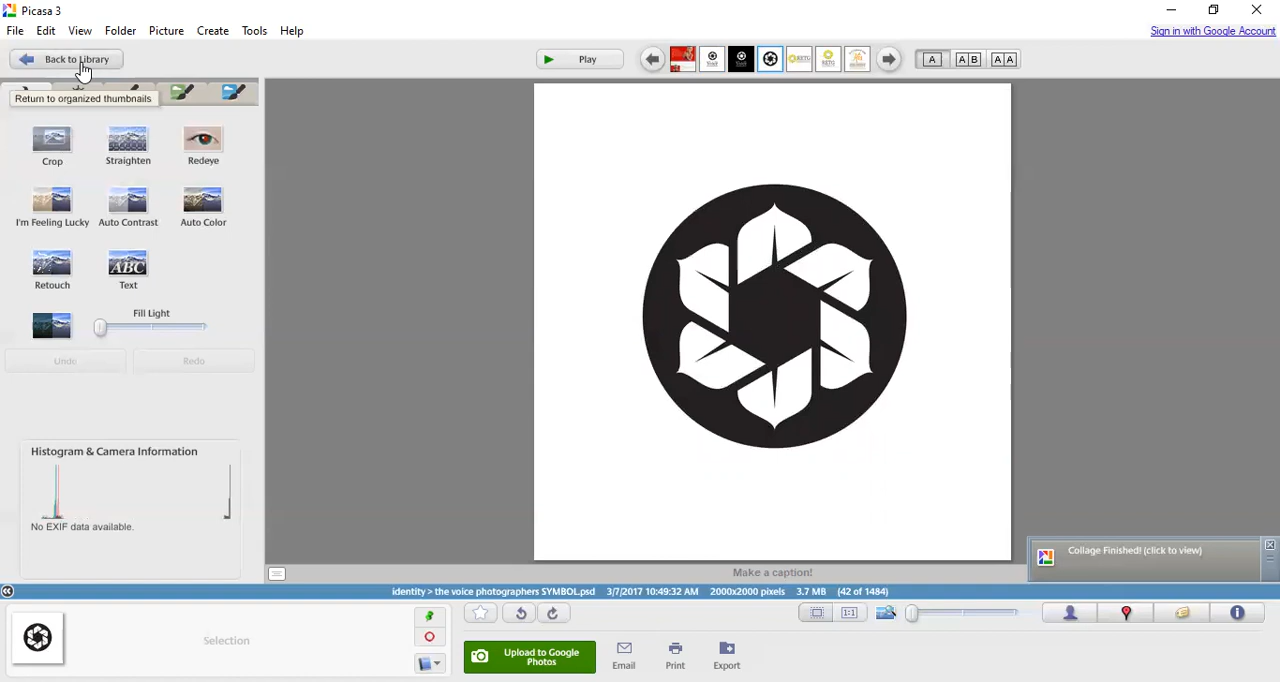 Picasa 3
File Edit View Folder Picture Create Tools Help
Sign in with Google Account
Back to Library
Play
A
A B
A A
Return to organized thumbnails
Crop Straighten Redeye
I'm Feeling Lucky Auto Contrast Auto Color
ABC
Retouch Text
Fill Light
Undo Redo
Histogram & Camera Information
No EXIF data available.
Collage Finished! (click to view)
Make a caption!
identity > the voice photographers SYMBOL.psd 3/7/2017 10:49:32 AM 2000x2000 pixels 3.7 MB (42 of 1484)
1:1
Selection
Upload to Google
Photos
Email Print Export